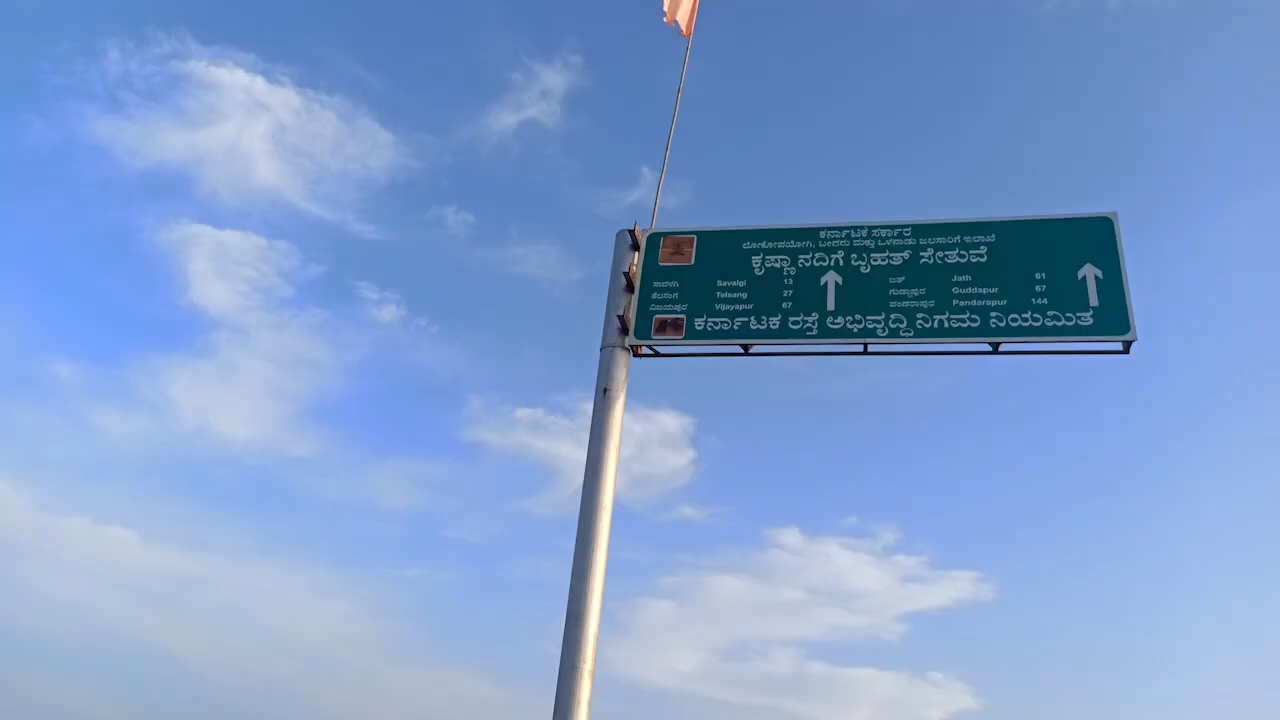 ಕರ್ನಾಟಕ ಸರ್ಕಾರ
ಲೋಕೋಪಯೋಗಿ, ಬಂದರು ಮತ್ತು ಒಳನಾಡು ಜಲಸಾರಿಗೆ ಇಲಾಖೆ
ಕೃಷ್ಣಾ ನದಿಗೆ ಬೃಹತ್ ಸೇತುವೆ
ಸಾವಳಗಿ Savalgi 13 ಜತ್ Jath 61
ತೆಲಸಂಗ Telsang 27 ಗುಡ್ಡಾಪುರ Guddapur 67
ವಿಜಯಪುರ Vijayapur 67 ಪಂಡರಾಪುರ Pandarapur 144
ಕರ್ನಾಟಕ ರಸ್ತೆ ಅಭಿವೃದ್ಧಿ ನಿಗಮ ನಿಯಮಿತ